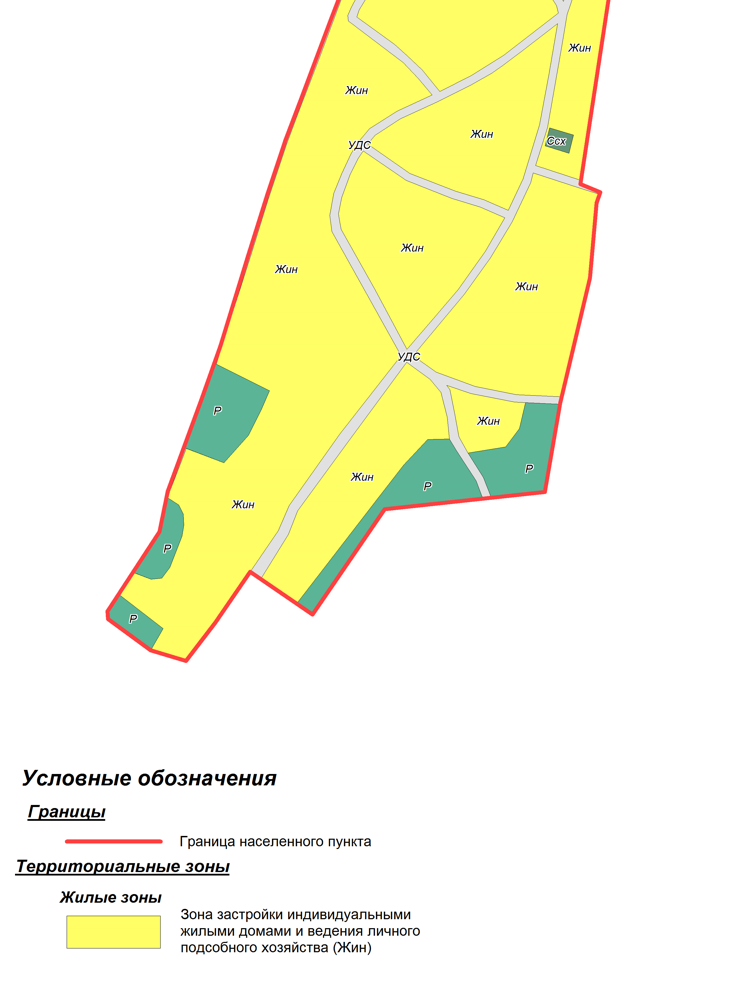 Жин
Жин
Жин
Ссх
УДС
Жин
Жин
Жин
УДС
Р
Жин
Р
Жин
Р
Жин
Р
Р
Условные обозначения
Границы
Граница населенного пункта
Территориальные зоны
Жилые зоны
Зона застройки индивидуальными
жилыми домами и ведения личного
подсобного хозяйства (Жин)